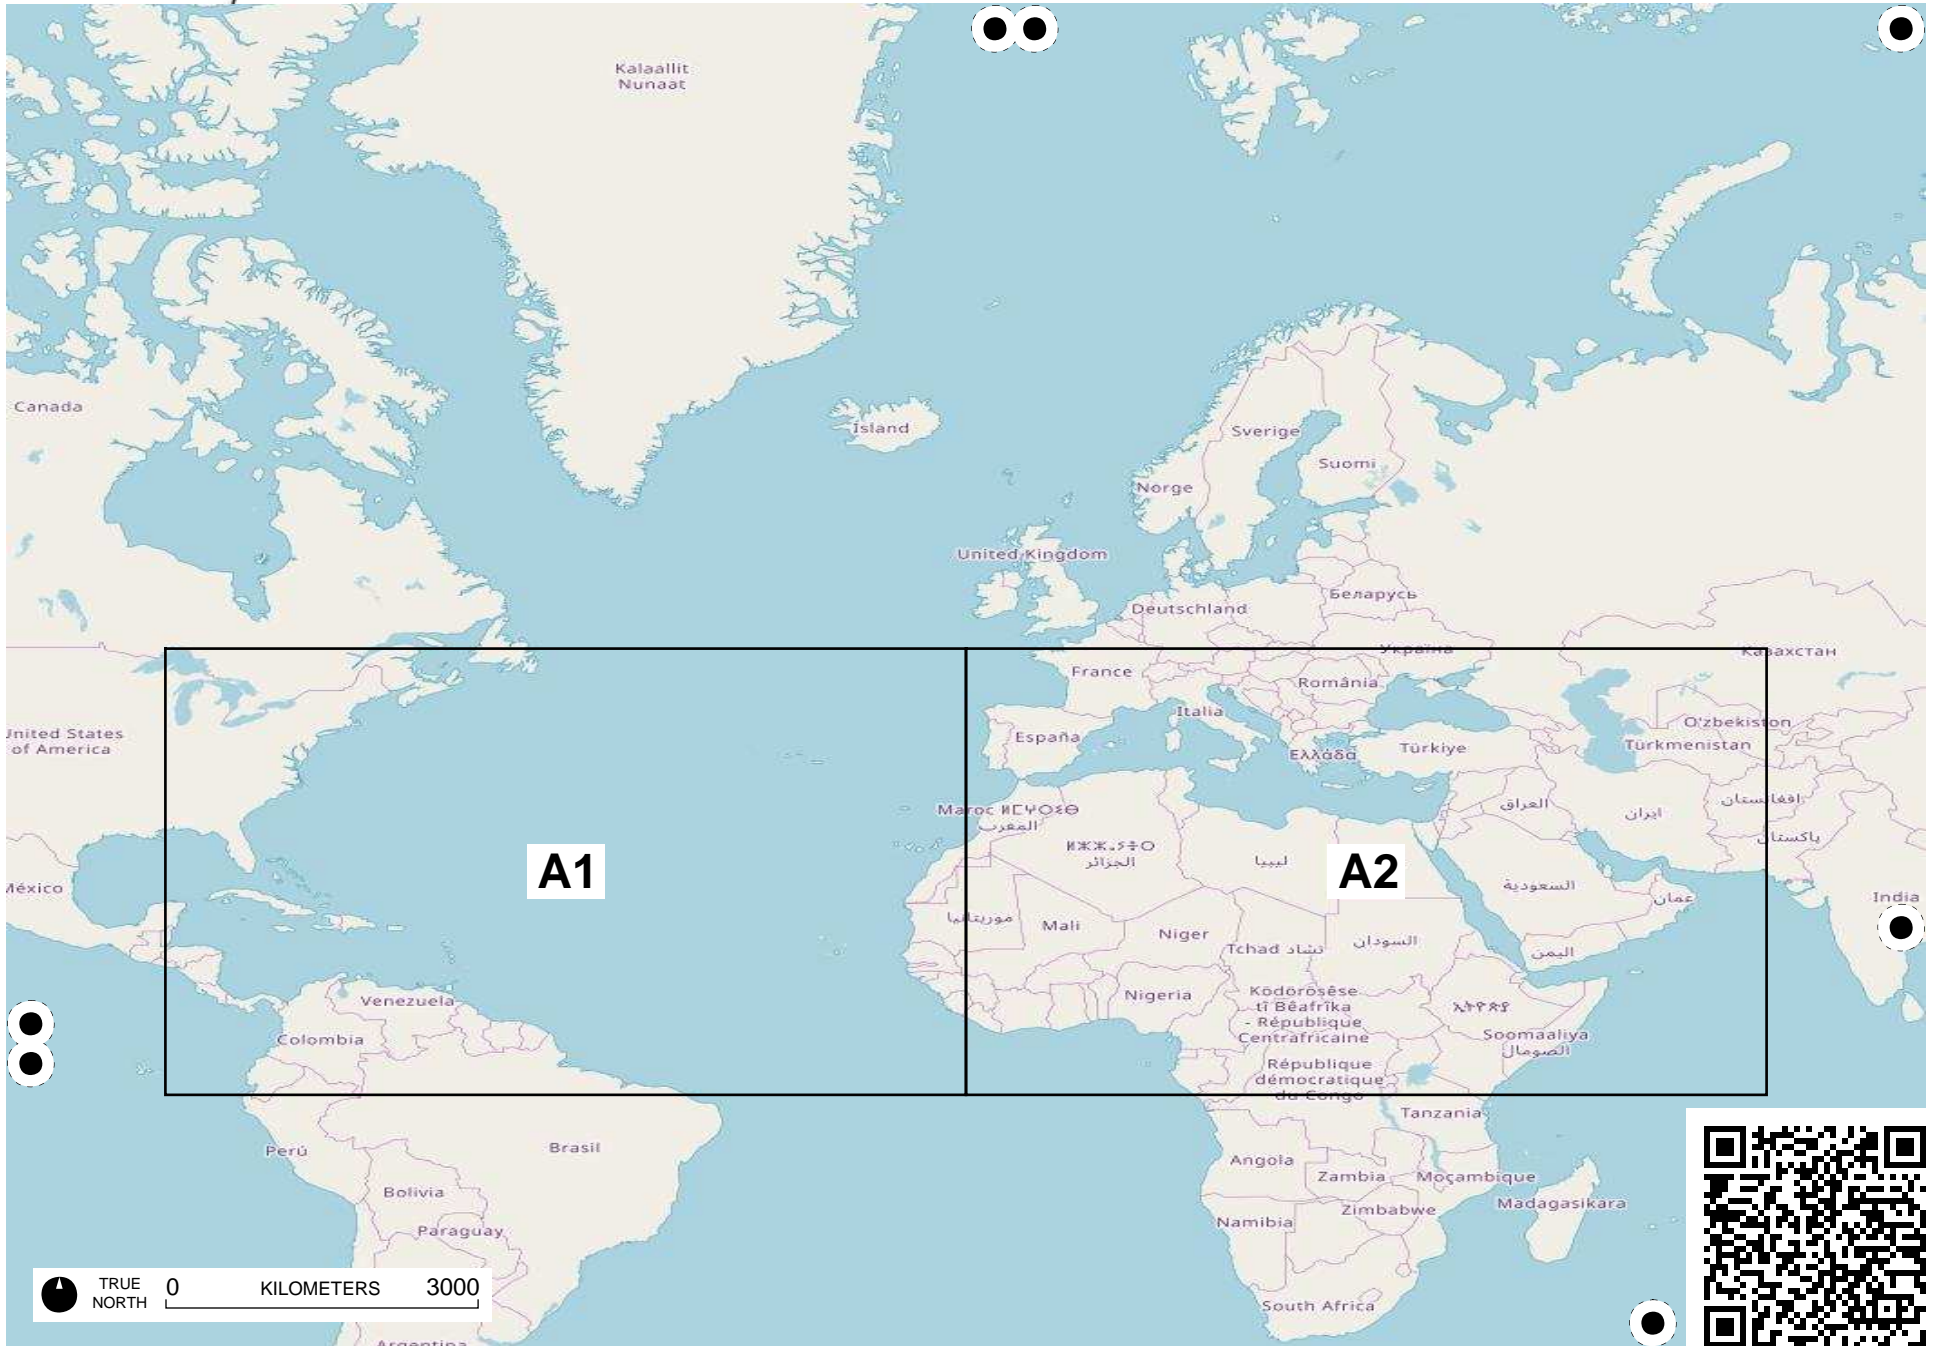 Kalaallit
Nunaat
Canada
Ísland
Sverige
Suomi
Norge
United Kingdom
Беларусь
Deutschland
Україна
Казахстан
France
România
Italia
O'zbekiston
United States
of America
España
Türkiye
Türkmenistan
Ελλάδα
العراق
افغانستان
ایران
Maroc ⵍⵎⵖⵔⵉⴱ
المغرب
پاکستان
ⵍⵣⵣⴰⵢⴻⵔ
الجزائر
ليبيا
A1
A2
México
السعودية
India
عمان
موريتانيا
Mali
Niger
السودان
Tchad تشاد
اليمن
Venezuela
Nigeria
Ködörösêse
tî Bêafrîka
- République
Centrafricaine
ኢትዮጵያ
Colombia
Soomaaliya
الصومال
République
démocratique
du Congo
Tanzania
Perú
Brasil
Angola
Zambia
Moçambique
Bolivia
Madagasikara
Paraguay
Namibia
Zimbabwe
TRUE
NORTH
0 KILOMETERS 3000
South Africa
Argentina